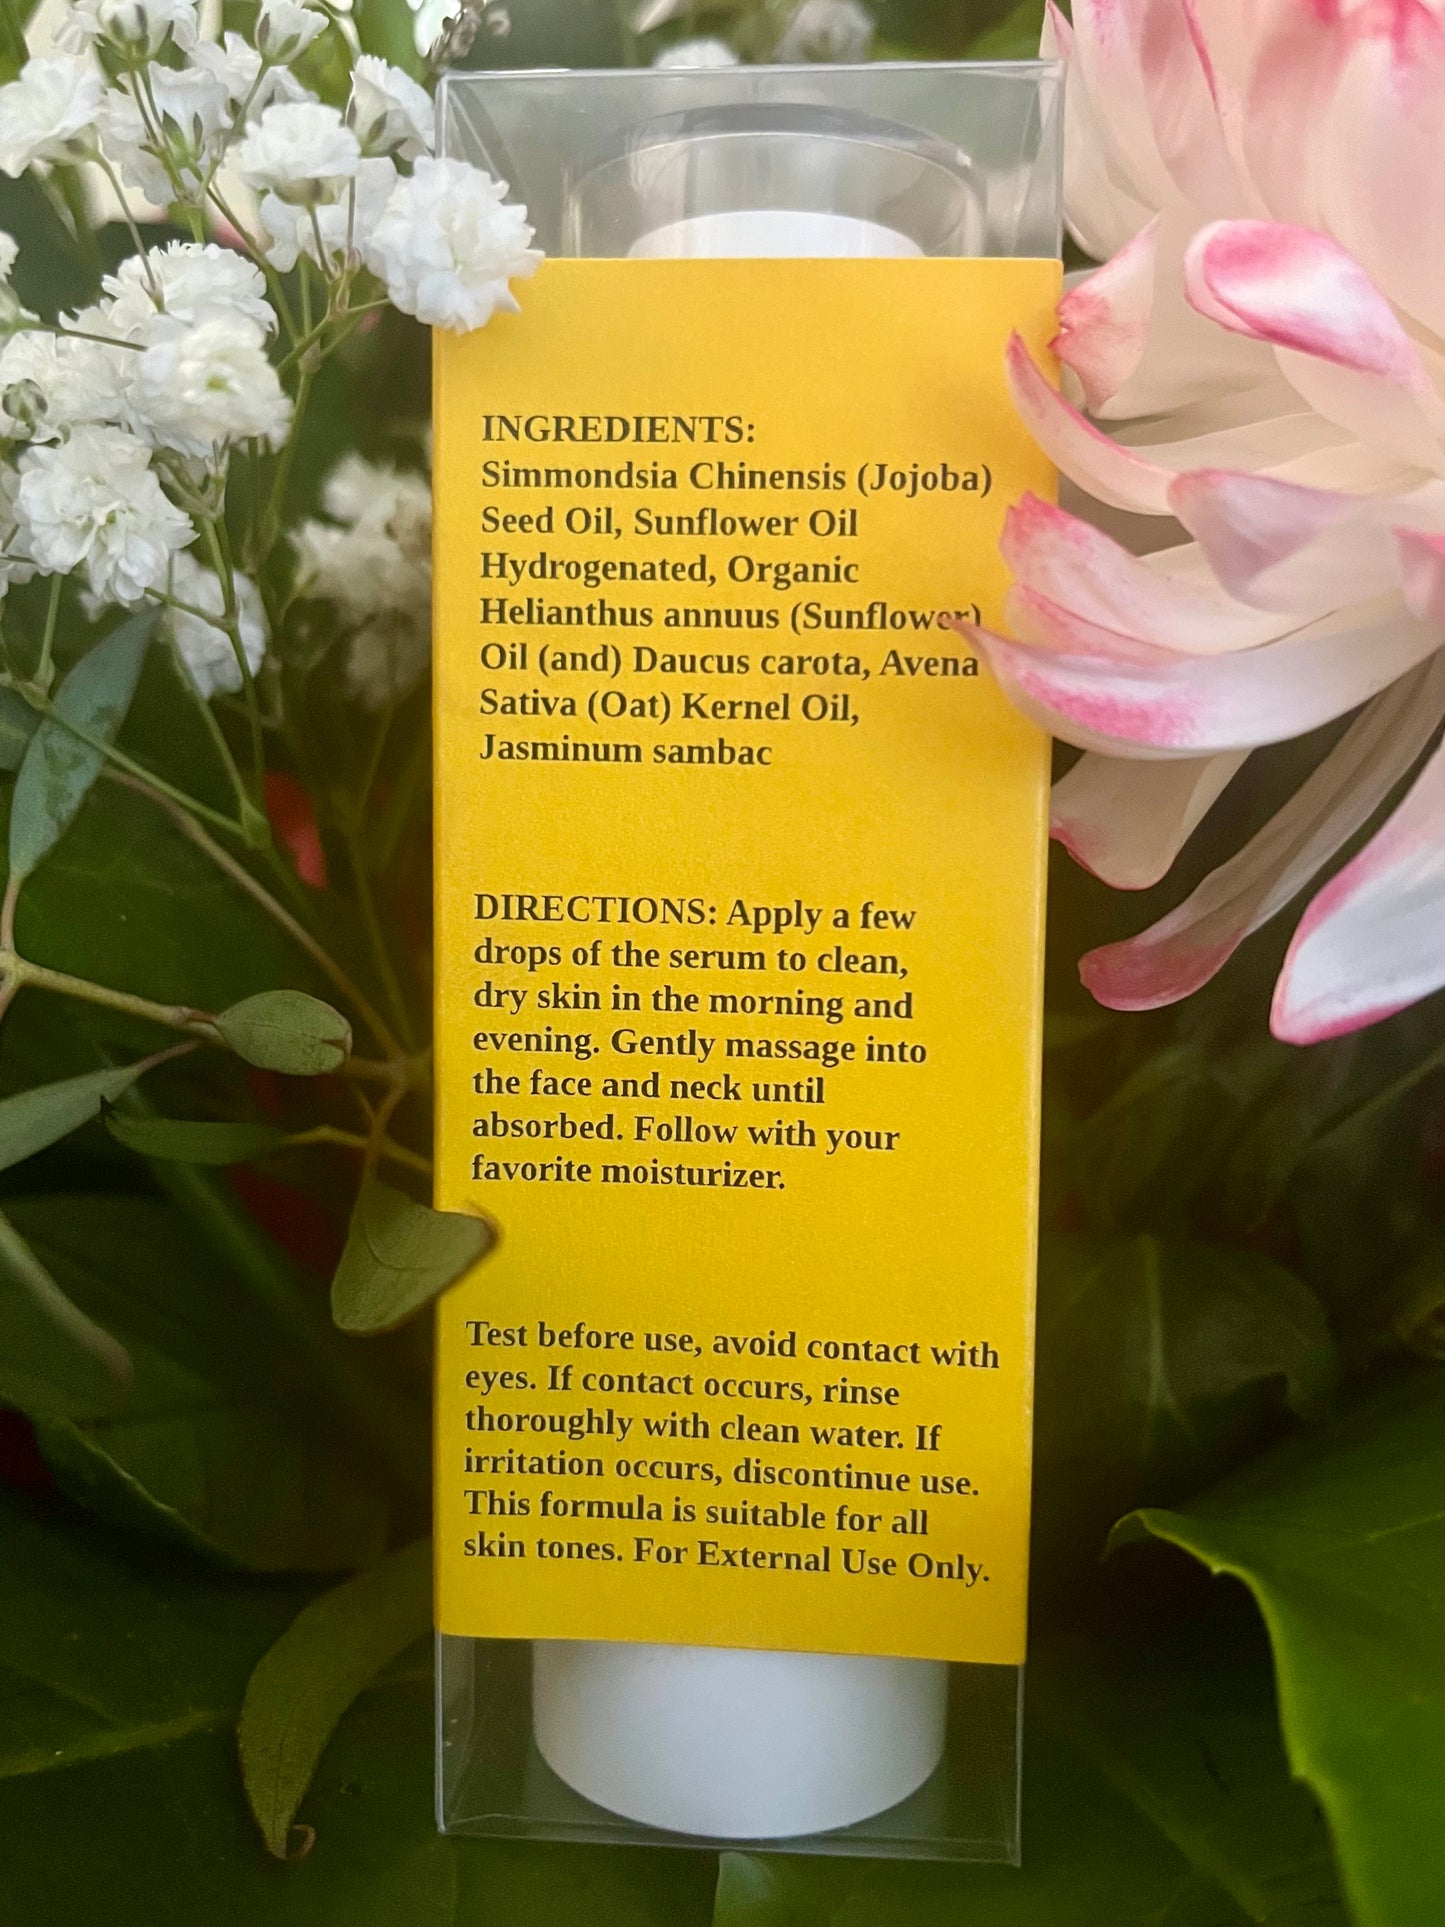 INGREDIENTS:
Simmondsia Chinensis (Jojoba)
Seed Oil, Sunflower Oil
Hydrogenated, Organic
Helianthus annuus (Sunflower)
Oil (and) Daucus carota, Avena
Sativa (Oat) Kernel Oil,
Jasminum sambac
DIRECTIONS: Apply a few
drops of the serum to clean,
dry skin in the morning and
evening. Gently massage into
the face and neck until
absorbed. Follow with your
favorite moisturizer.
Test before use, avoid contact with
eyes. If contact occurs, rinse
thoroughly with clean water. If
irritation occurs, discontinue use.
This formula is suitable for all
skin tones. For External Use Only.